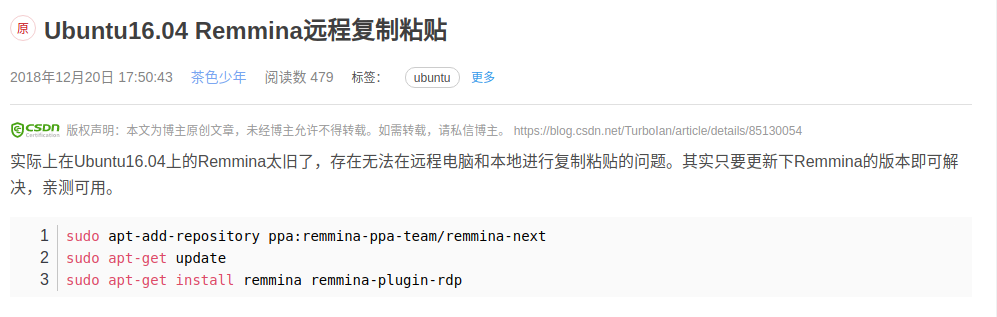 原 Ubuntu16.04 Remmina远程复制粘贴
2018年12月20日 17:50:43 茶色少年 阅读数 479 标签： ubuntu 更多
CSDN Certification 版权声明：本文为博主原创文章，未经博主允许不得转载。如需转载，请私信博主。 https://blog.csdn.net/Turbolan/article/details/85130054
实际上在Ubuntu16.04上的Remmina太旧了，存在无法在远程电脑和本地进行复制粘贴的问题。其实只要更新下Remmina的版本即可解
决，亲测可用。
1 sudo apt-add-repository ppa:remmina-ppa-team/remmina-next
2 sudo apt-get update
3 sudo apt-get install remmina remmina-plugin-rdp